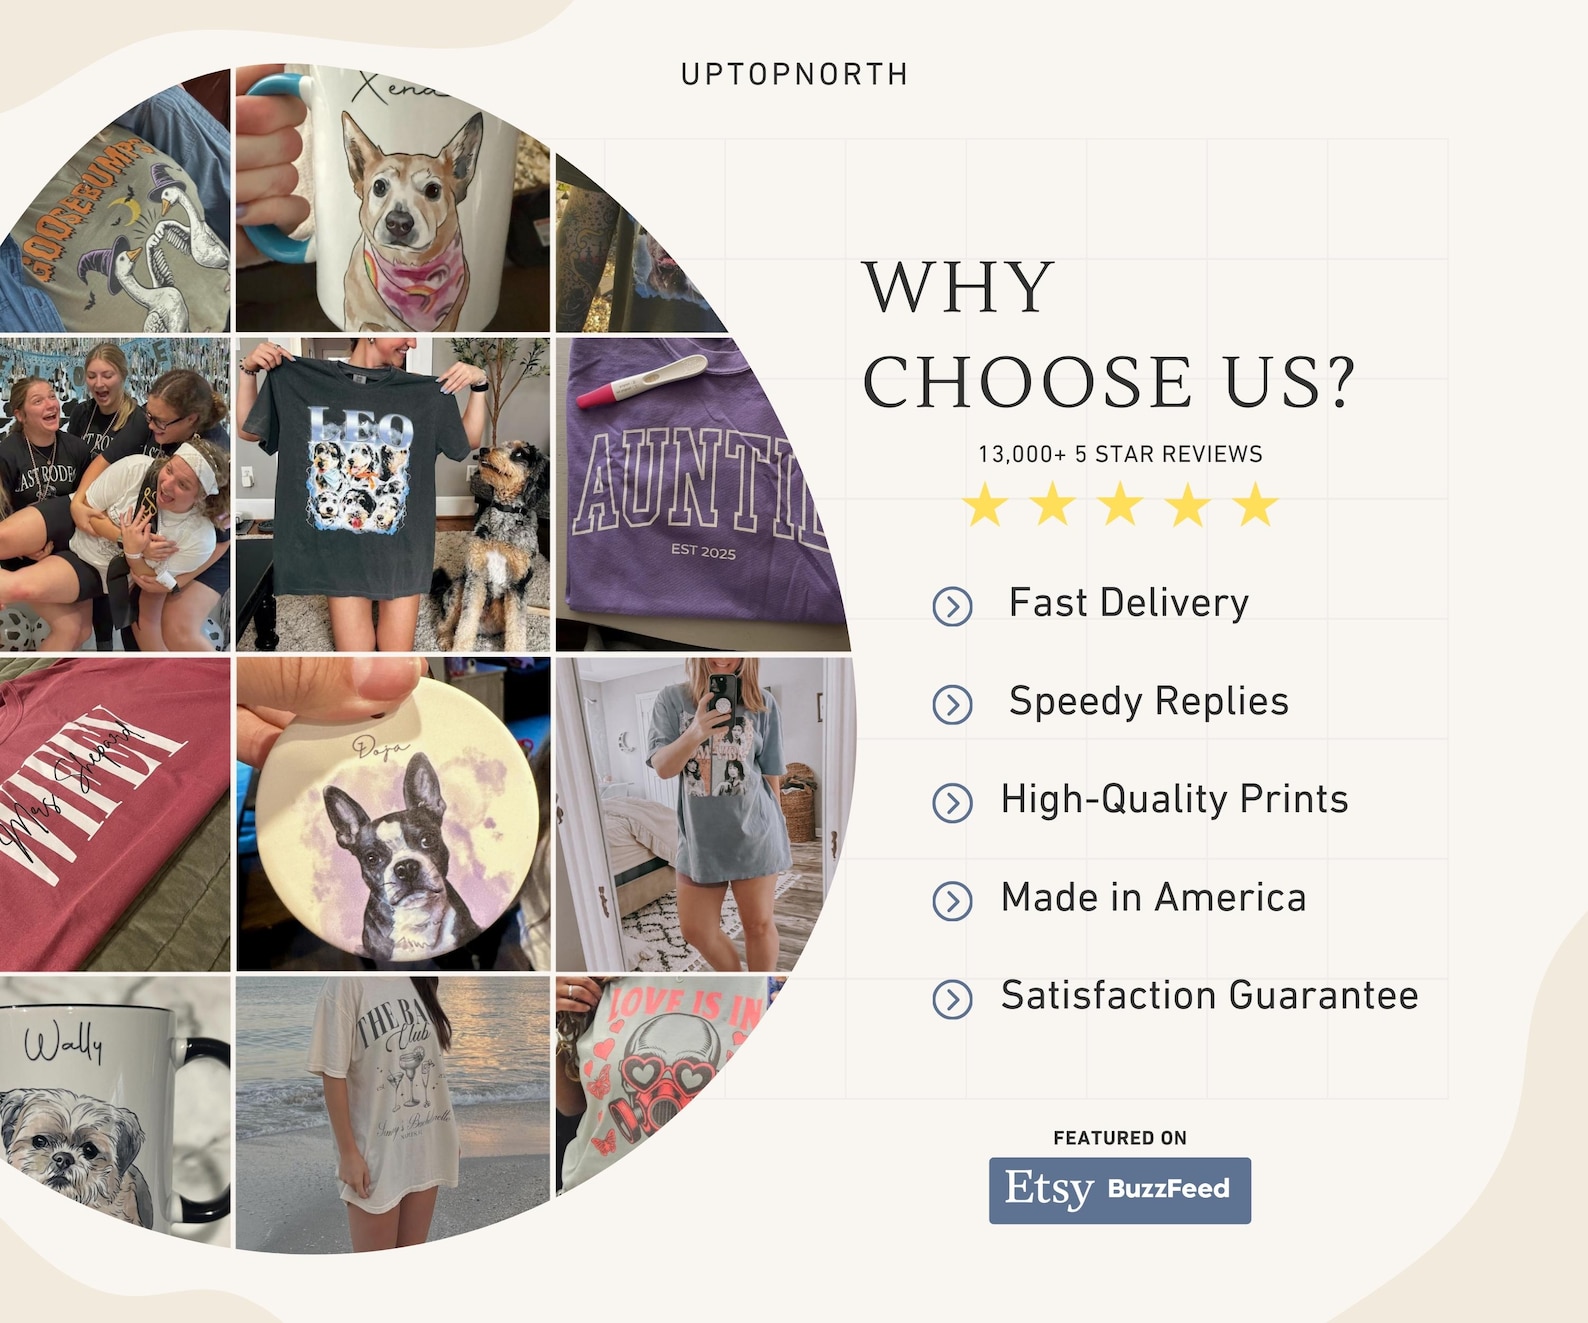 UPTOPNORTH
GOOSEBUMPS
Xena
LEO
AUNTIE
EST 2025
Doja
Mrs. Shepard
WIFEY
Wally
THE BA
Club
LOVE IS IN
WHY
CHOOSE US?
13,000+ 5 STAR REVIEWS
Fast Delivery
Speedy Replies
High-Quality Prints
Made in America
Satisfaction Guarantee
FEATURED ON
Etsy BuzzFeed